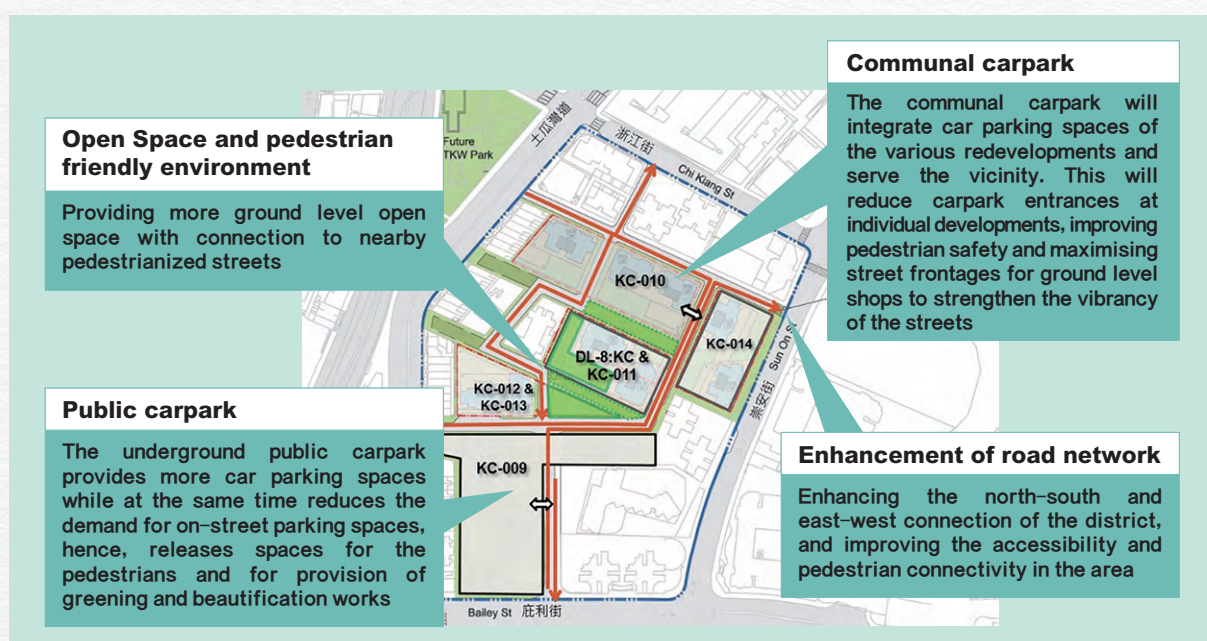 Communal carpark
The communal carpark will
integrate car parking spaces of
the various redevelopments and
serve the vicinity. This will
reduce carpark entrances at
individual developments, improving
pedestrian safety and maximising
street frontages for ground level
shops to strengthen the vibrancy
of the streets
Open Space and pedestrian
friendly environment
Providing more ground level open
space with connection to nearby
pedestrianized streets
Future
TKW Park
土瓜灣道
浙江街
Chi Kiang St
KC-010
KC-014
DL-8:KC &
KC-011
KC-012 &
KC-013
KC-009
崇安街
Sun On St
Bailey St 庇利街
Public carpark
The underground public carpark
provides more car parking spaces
while at the same time reduces the
demand for on-street parking spaces,
hence, releases spaces for the
pedestrians and for provision of
greening and beautification works
Enhancement of road network
Enhancing the north-south and
east-west connection of the district,
and improving the accessibility and
pedestrian connectivity in the area